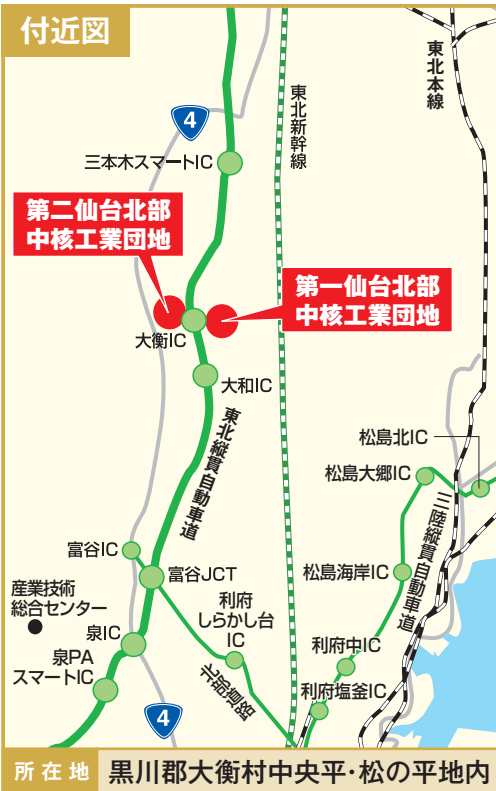 付近図
東北本線
4
東北新幹線
三本木スマートIC
第二仙台北部
中核工業団地
第一仙台北部
中核工業団地
大衡IC
大和IC
東北縦貫自動車道
松島北IC
松島大郷IC
三陸縦貫自動車道
富谷IC
富谷JCT
松島海岸IC
産業技術
総合センター
利府
しらかし台
IC
泉IC
利府中IC
泉PA
スマートIC
北部道路
利府塩釜IC
4
所在地 黒川郡大衡村中央平・松の平地内